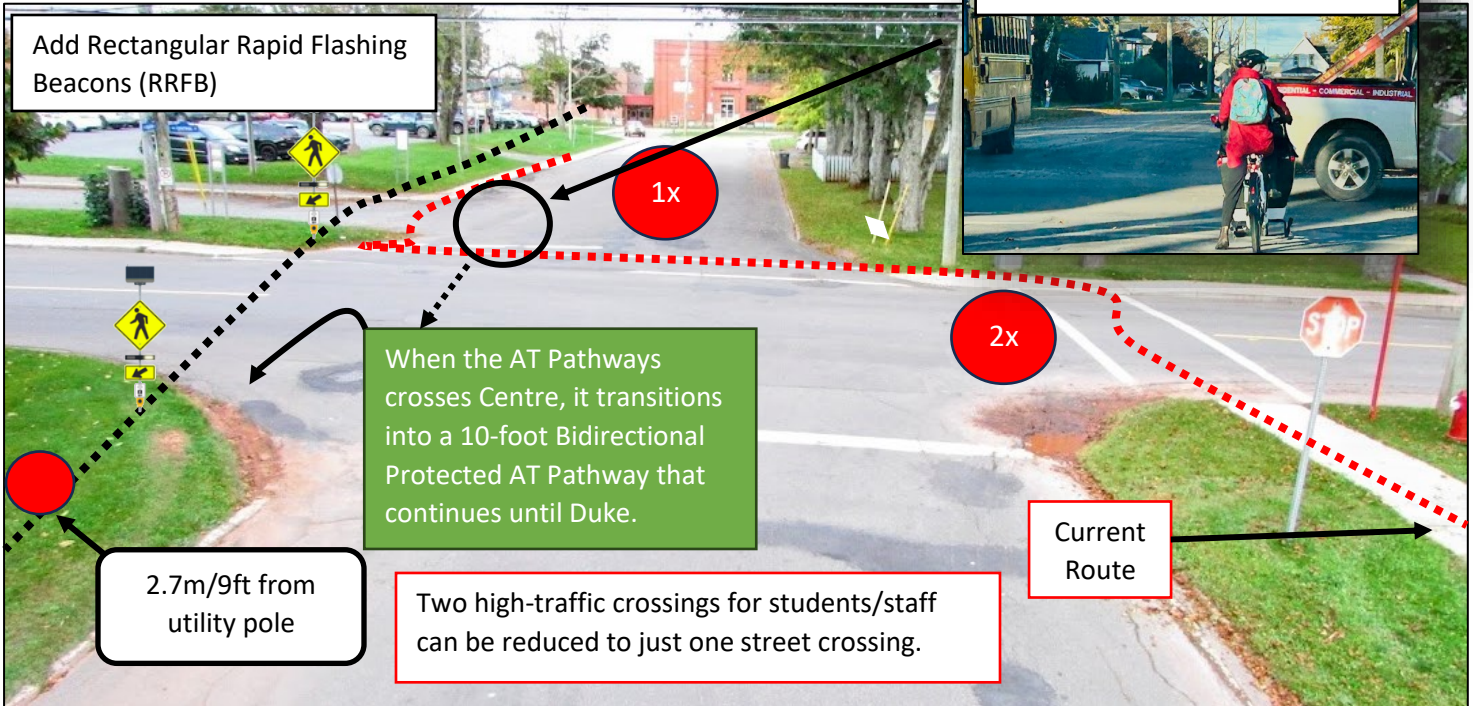 Add Rectangular Rapid Flashing
Beacons (RRFB)
1x
2x
STOP
When the AT Pathways
crosses Centre, it transitions
into a 10-foot Bidirectional
Protected AT Pathway that
continues until Duke.
Current
Route
2.7m/9ft from
utility pole
Two high-traffic crossings for students/staff
can be reduced to just one street crossing.
- COMMERCIAL - INDUSTRIAL